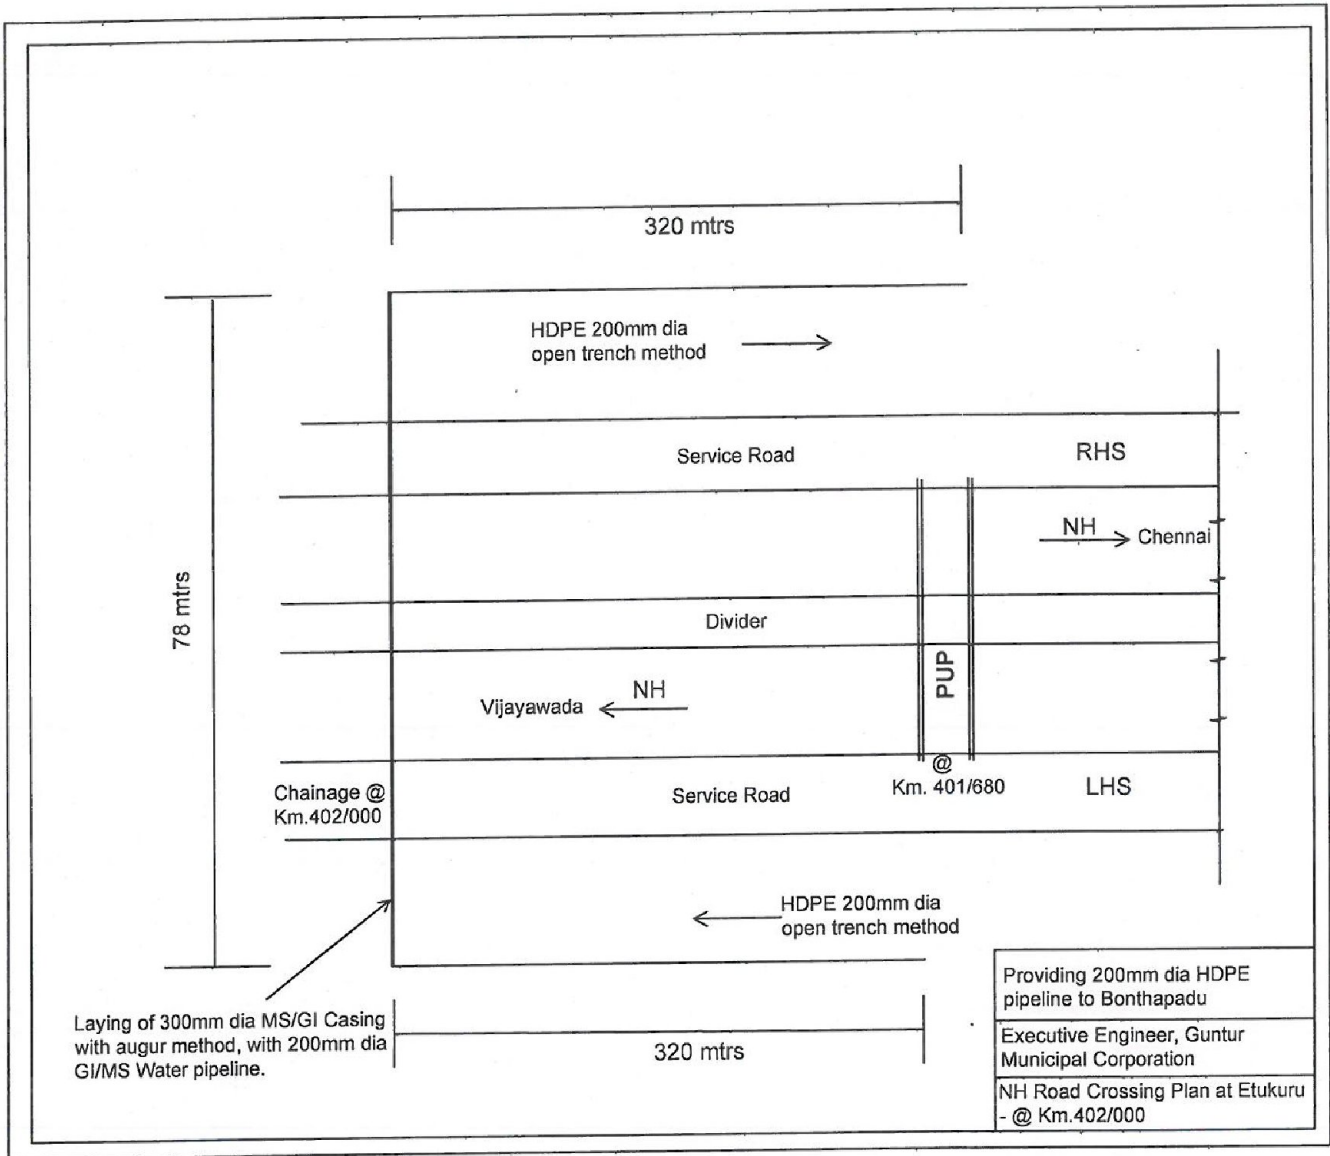 320 mtrs
HDPE 200mm dia
open trench method
Service Road
RHS
NH
Chennai
78 mtrs
Divider
PUP
NH
Vijayawada
@
Km. 401/680
Chainage @
Km.402/000
Service Road
LHS
HDPE 200mm dia
open trench method
Laying of 300mm dia MS/GI Casing
with augur method, with 200mm dia
GI/MS Water pipeline.
320 mtrs
Providing 200mm dia HDPE
pipeline to Bonthapadu
Executive Engineer, Guntur
Municipal Corporation
NH Road Crossing Plan at Etukuru
- @ Km.402/000